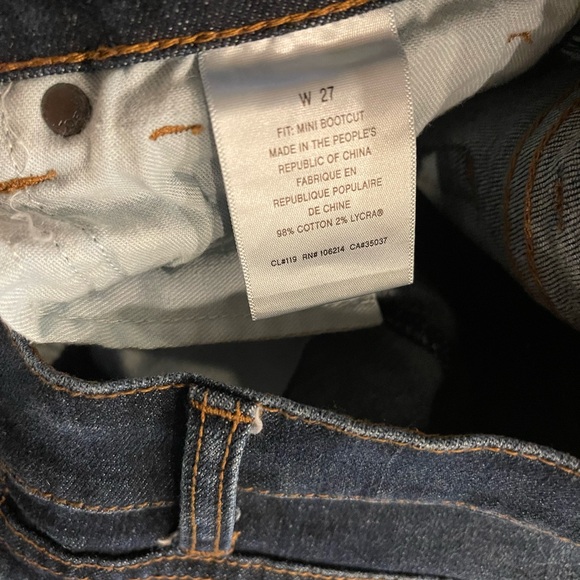 W 27
FIT: MINI BOOTCUT
MADE IN THE PEOPLE'S
REPUBLIC OF CHINA
FABRIQUE EN
REPUBLIQUE POPULAIRE
DE CHINE
98% COTTON 2% LYCRA®
CL#119 RN# 106214 CA#35037